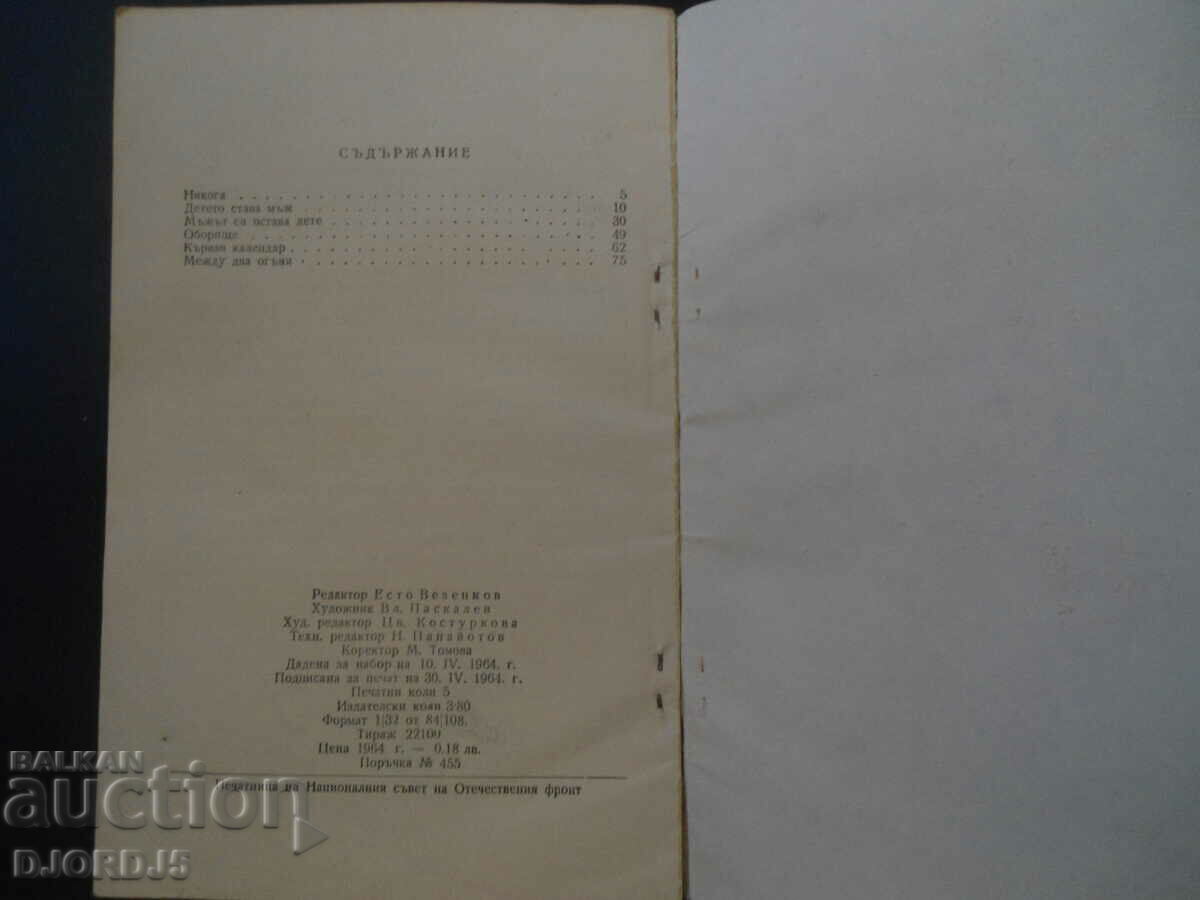 СЪДЪРЖАНИЕ
Някога . . . . . . . . . . . . . . . . . . . . 5
Детето става мъж . . . . . . . . . . . . . . . . 10
Мъжът си остава дете . . . . . . . . . . . . . . 30
Оборище . . . . . . . . . . . . . . . . . . . 49
Кървав календар . . . . . . . . . . . . . . . . 62
Между два огъня . . . . . . . . . . . . . . . . 75
Редактор Есто Везенков
Художник Вл. Паскалев
Худ. редактор Цв. Костуркова
Техн. редактор Н. Панайотов
Коректор М. Томова
Дадена за набор на 10. IV. 1964. г.
Подписана за печат на 30. IV. 1964. г.
Печатни коли 5
Издателски коли 3·80
Формат 1|32 от 84|108.
Тираж 22100
Цена 1964 г. — 0.18 лв.
Поръчка № 455
Печатница на Националния съвет на Отечествения фронт
BALKAN
auction
DJORDJ5